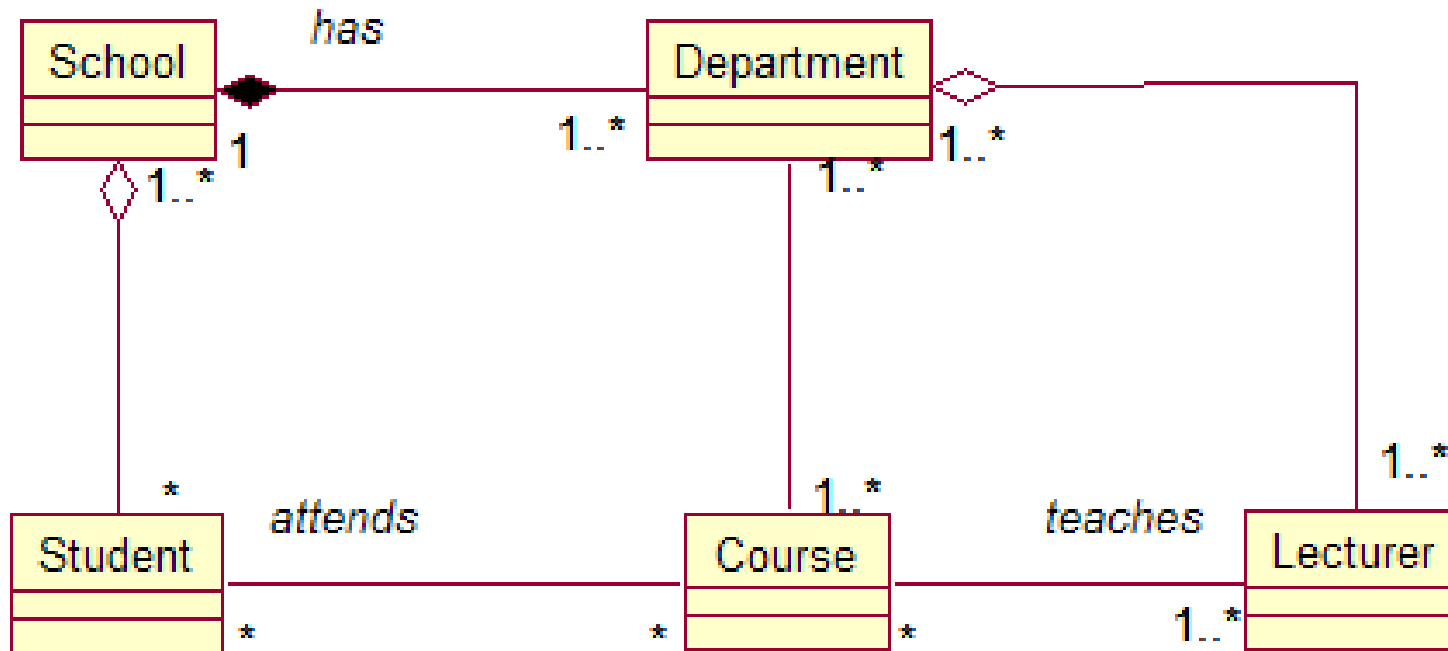 has
School
Department
1
1..*
1..*
1..*
1..*
1..*
*
1..*
attends
teaches
Student
Course
Lecturer
*
*
*
1..*